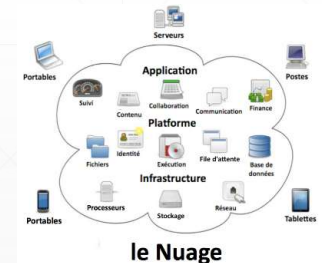 Serveurs
Portables
Postes
Application
Suivi
Contenu
Collaboration
Communication
Finance
Platforme
Fichiers
Identité
Exécution
File d'attente
Base de
données
Infrastructure
Processeurs
Stockage
Réseau
Portables
Tablettes
le Nuage